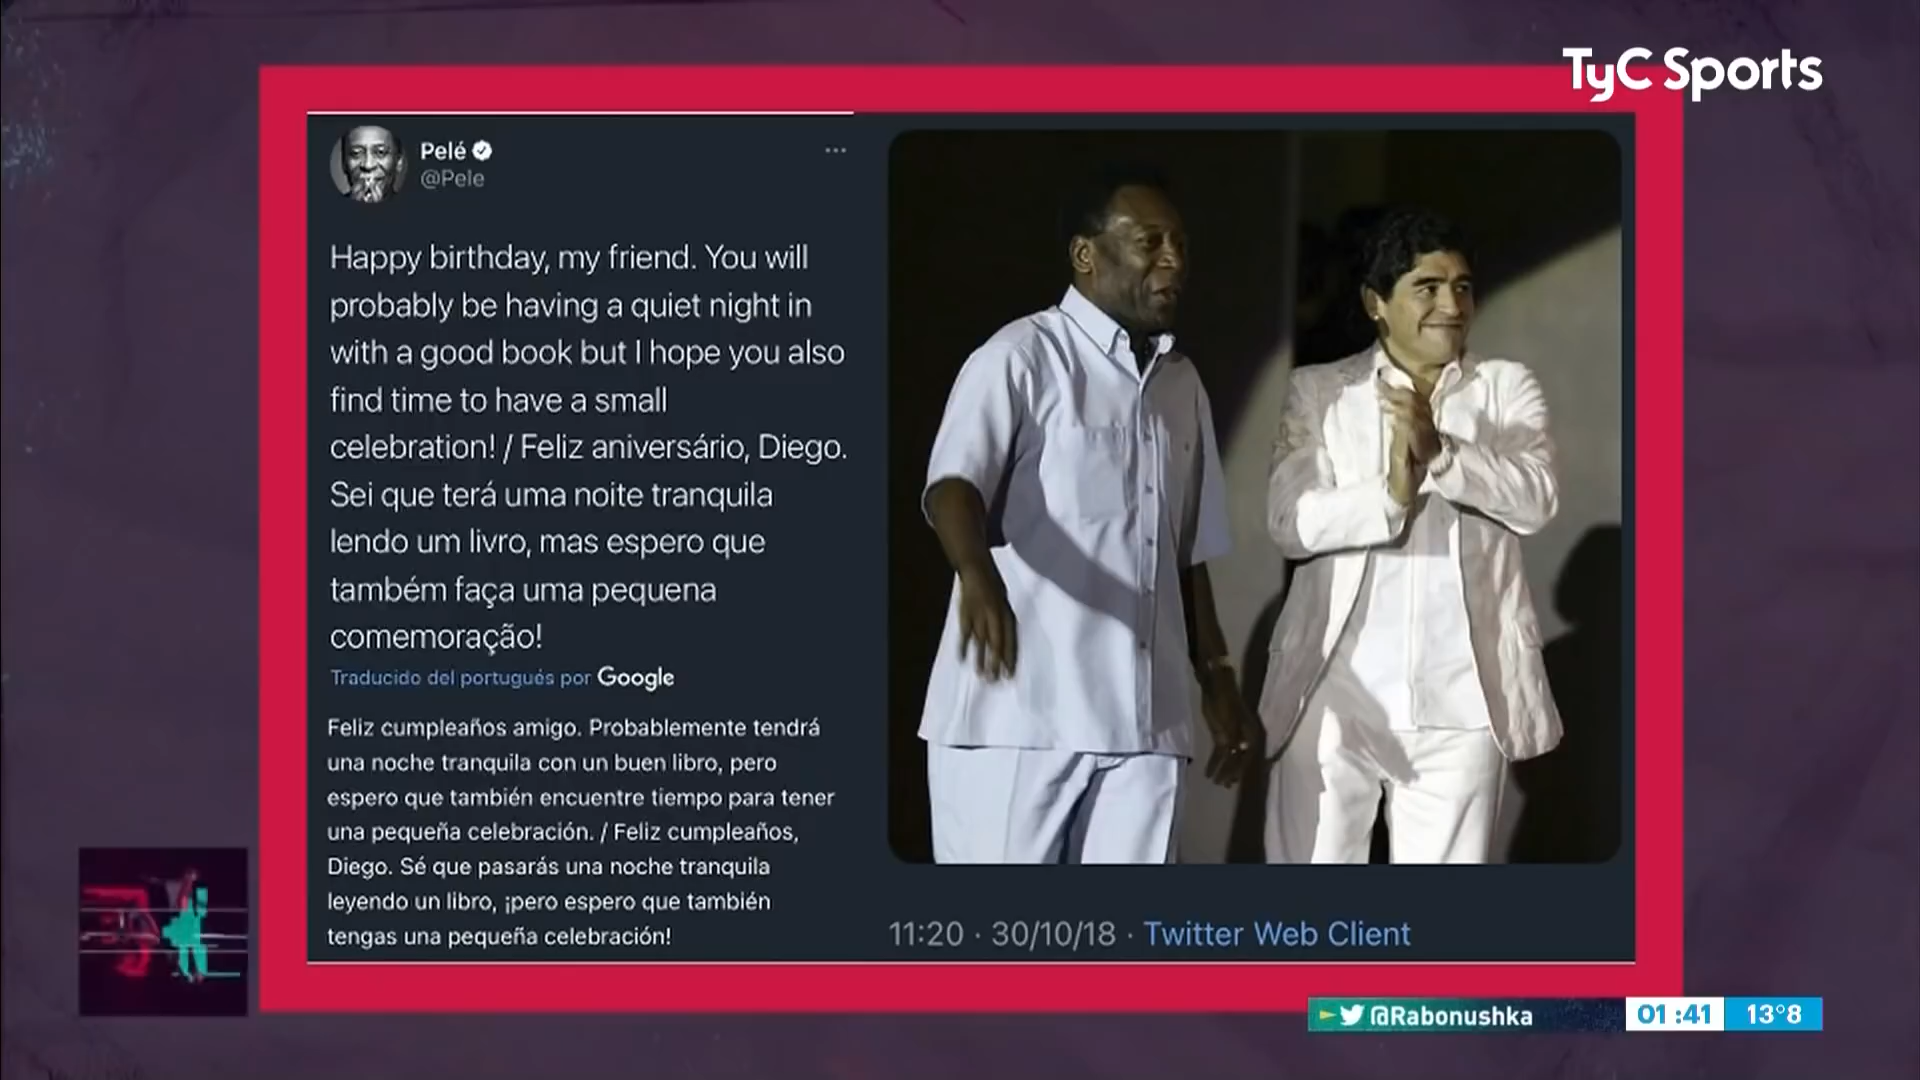 TyC Sports
Pelé
@Pele
Happy birthday, my friend. You will
probably be having a quiet night in
with a good book but I hope you also
find time to have a small
celebration! / Feliz aniversário, Diego.
Sei que terá uma noite tranquila
lendo um livro, mas espero que
também faça uma pequena
comemoração!
Traducido del portugués por Google
Feliz cumpleaños amigo. Probablemente tendrá
una noche tranquila con un buen libro, pero
espero que también encuentre tiempo para tener
una pequeña celebración. / Feliz cumpleaños,
Diego. Sé que pasarás una noche tranquila
leyendo un libro, ¡pero espero que también
tengas una pequeña celebración!
11:20 · 30/10/18 · Twitter Web Client
@Rabonushka
01:41
13°8